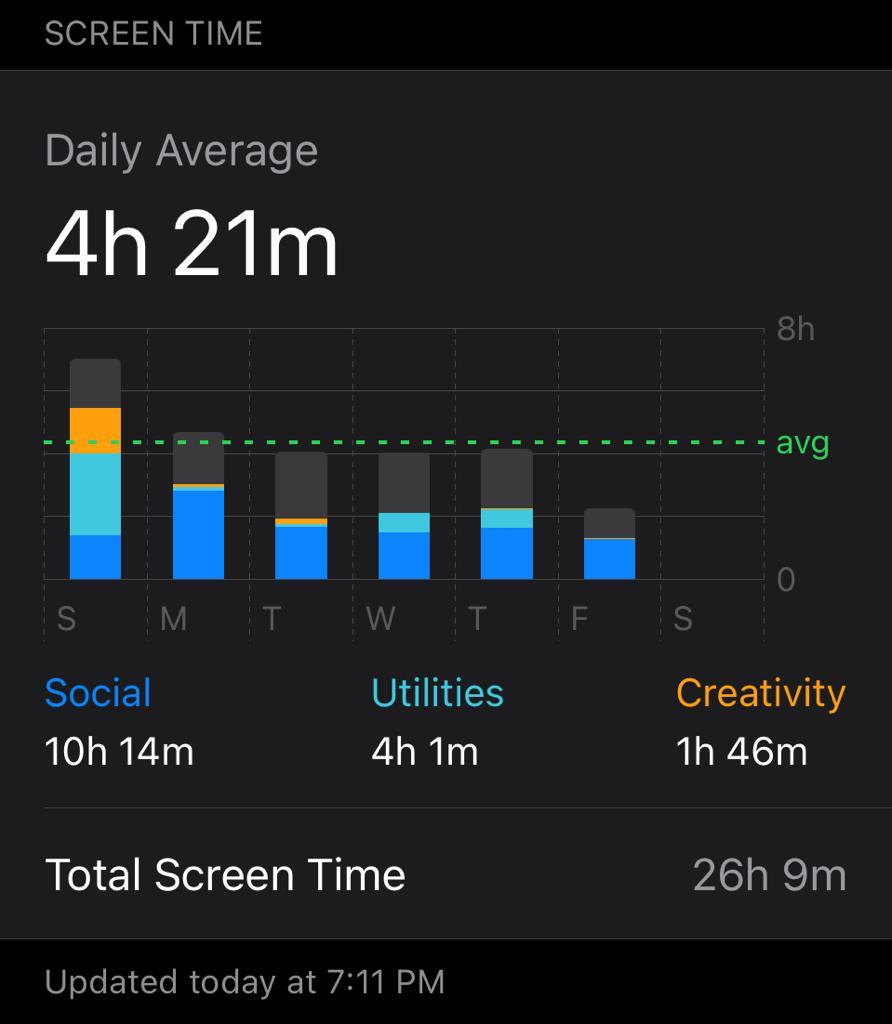 SCREEN TIME
Daily Average
4h 21m
8h
avg
0
S M T W T F S
Social Utilities Creativity
10h 14m 4h 1m 1h 46m
Total Screen Time 26h 9m
Updated today at 7:11 PM